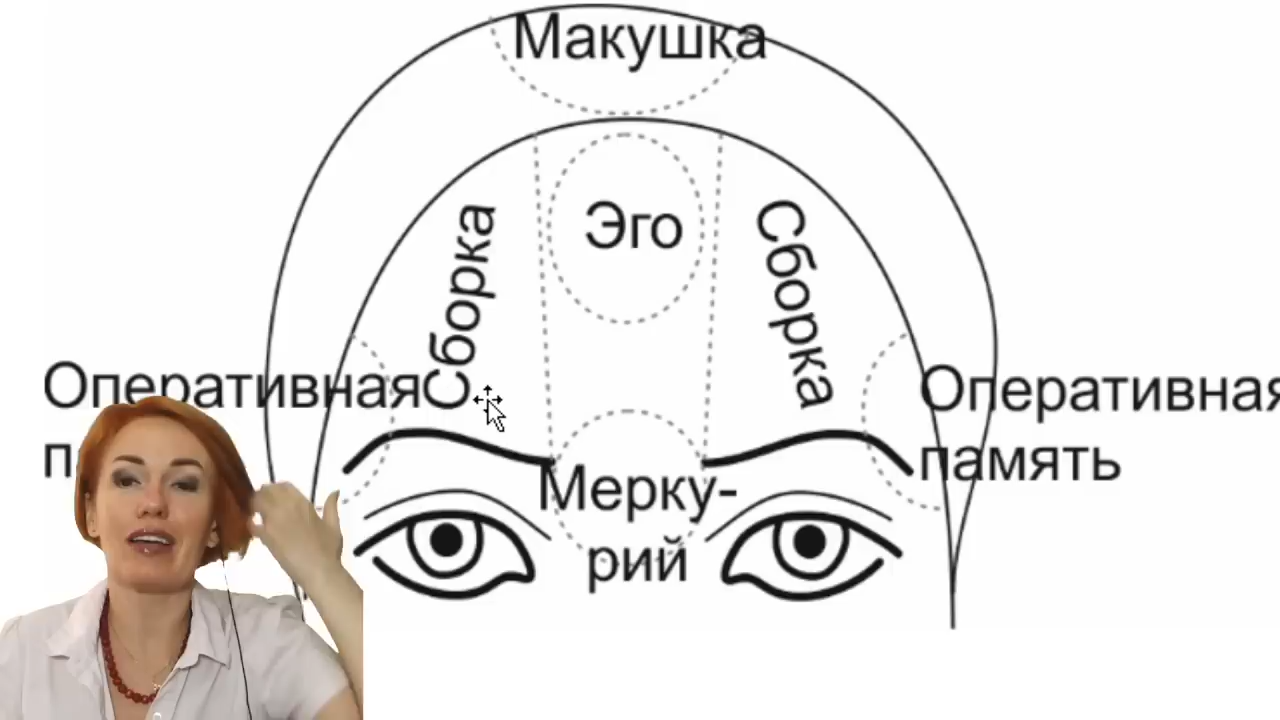 Макушка
Эго
Сборка
Сборка
Оперативная
Оперативная
память
Мерку-
рий